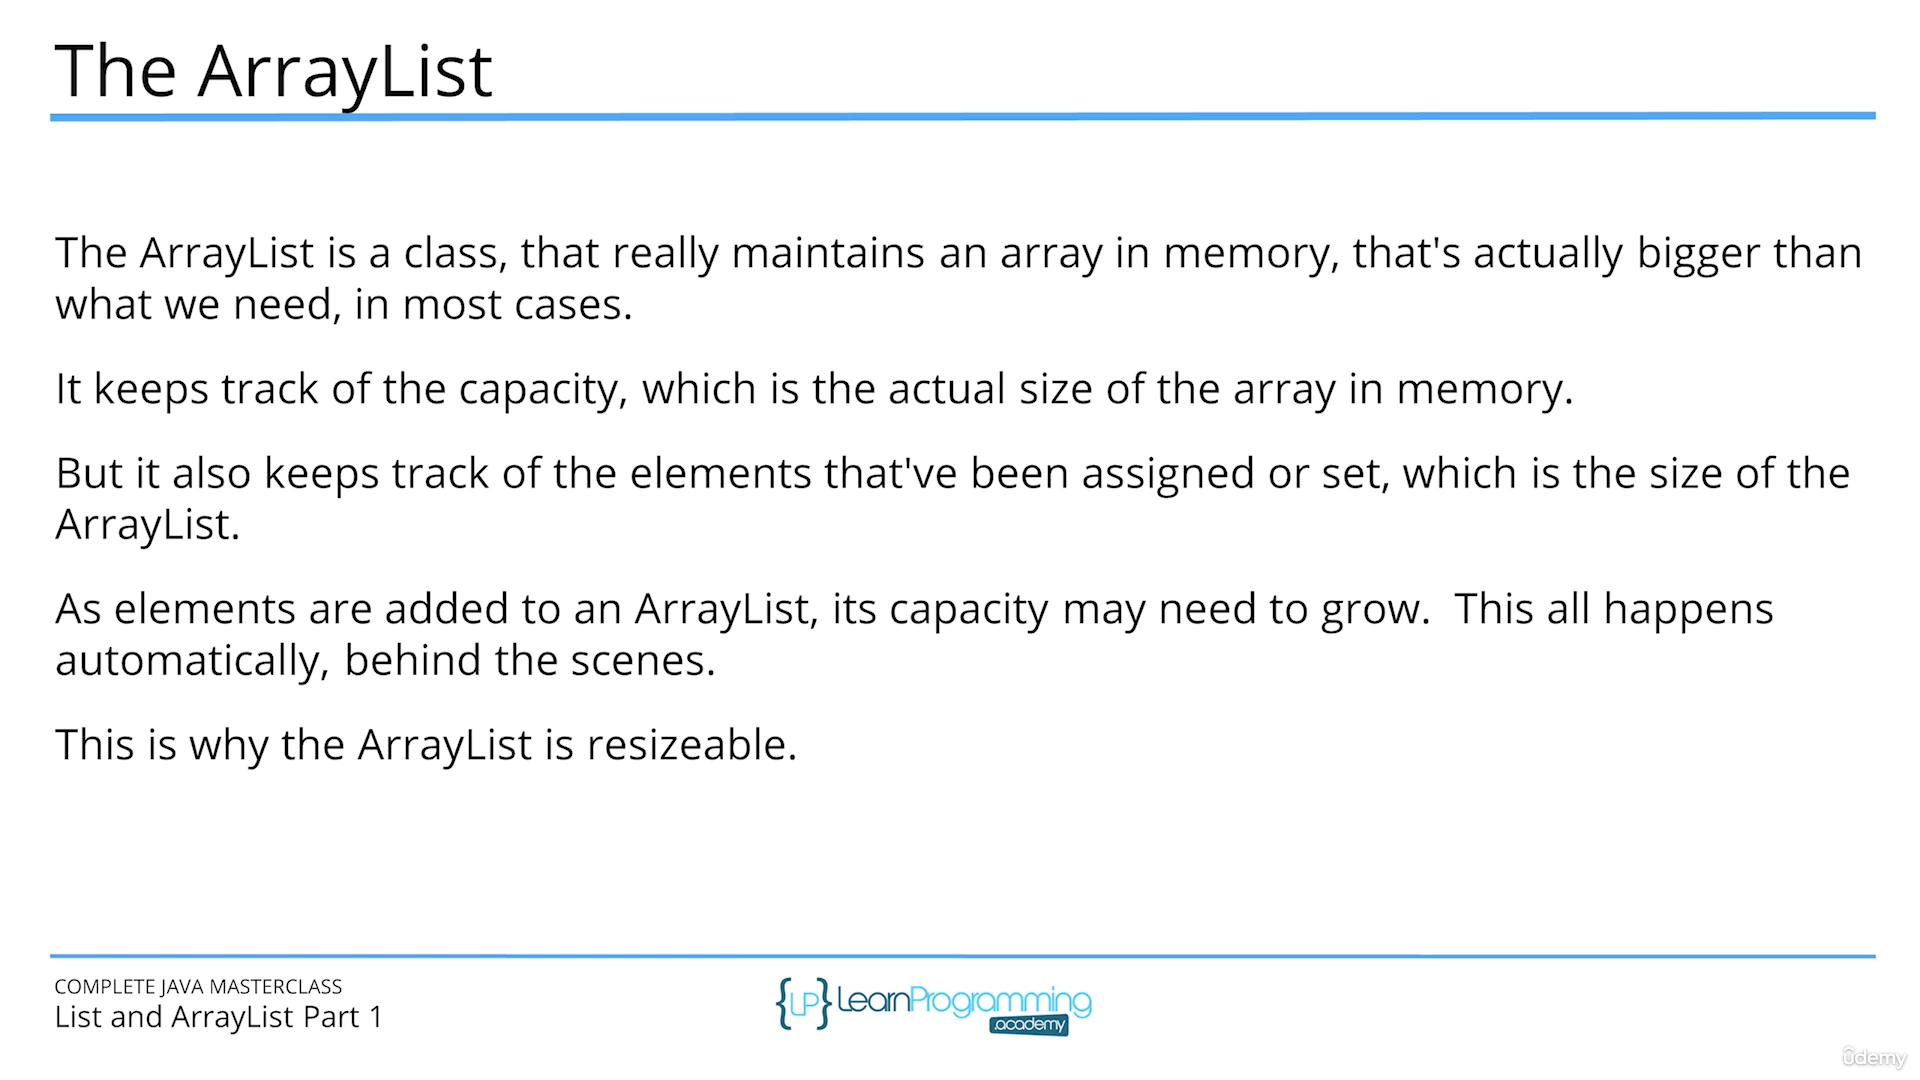 The ArrayList
The ArrayList is a class, that really maintains an array in memory, that's actually bigger than
what we need, in most cases.
It keeps track of the capacity, which is the actual size of the array in memory.
But it also keeps track of the elements that've been assigned or set, which is the size of the
ArrayList.
As elements are added to an ArrayList, its capacity may need to grow.  This all happens
automatically, behind the scenes.
This is why the ArrayList is resizeable.
COMPLETE JAVA MASTERCLASS
List and ArrayList Part 1
{LP} LearnProgramming
.academy
ûdemy